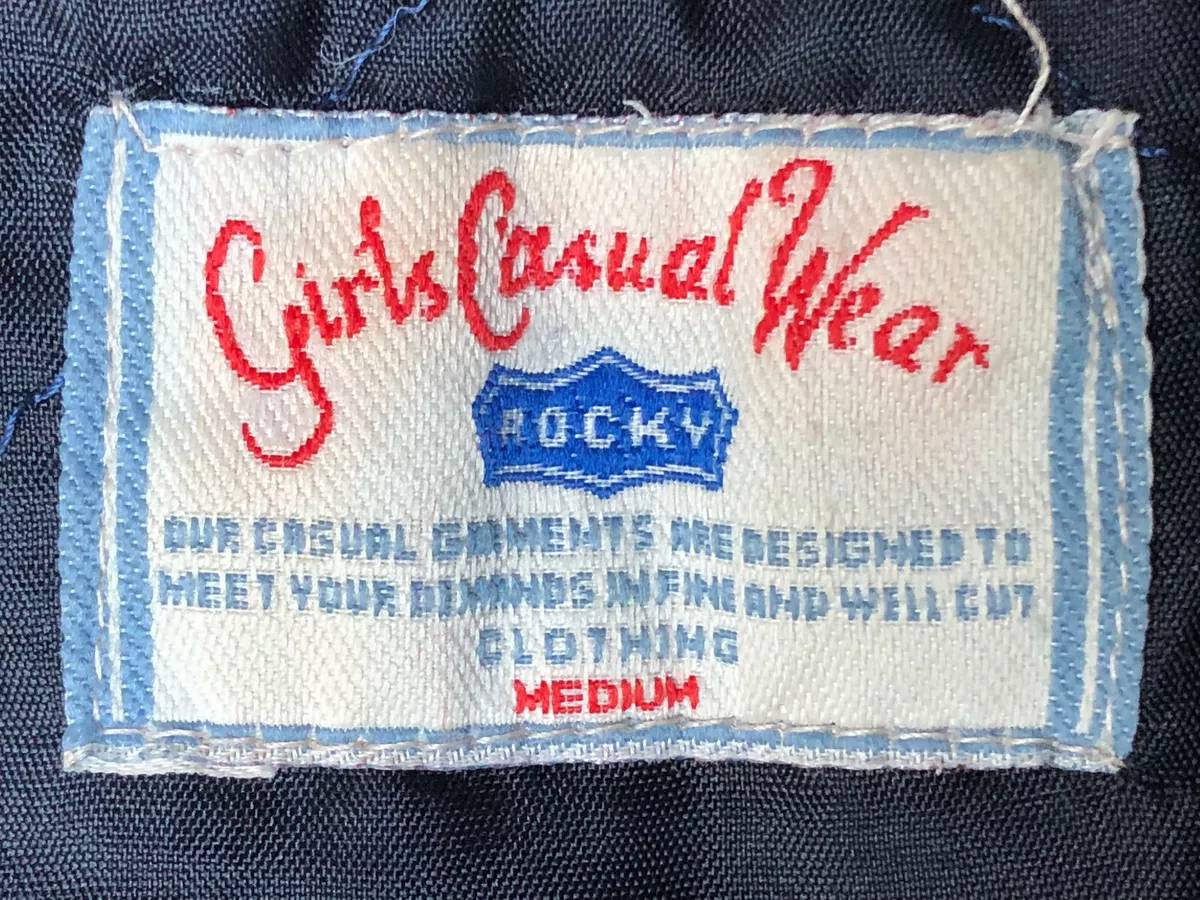 Girls Casual Wear
ROCKY
OUR CASUAL GARMENTS ARE DESIGNED TO
MEET YOUR DEMANDS IN FINE AND WELL CUT
CLOTHING
MEDIUM